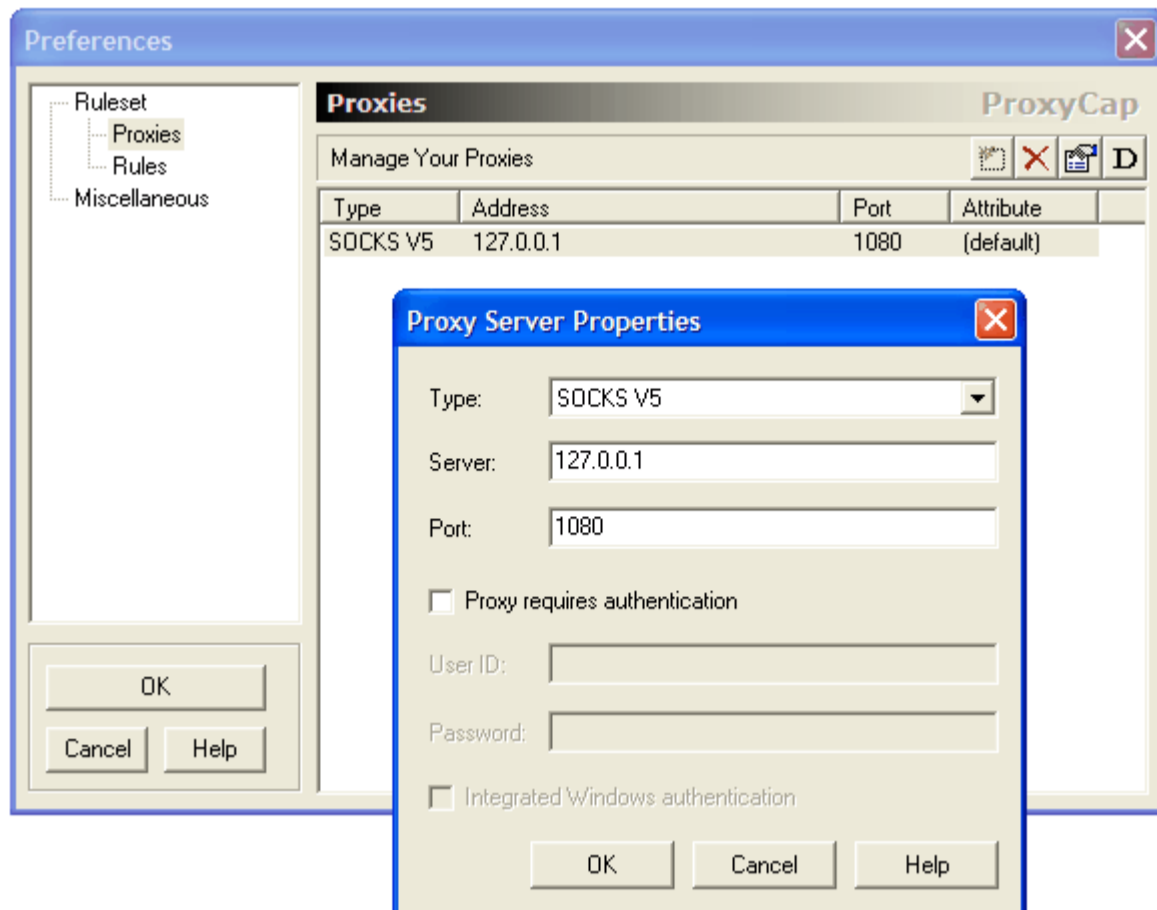 Preferences
Ruleset
Proxies
Rules
Miscellaneous
OK
Cancel Help
Proxies ProxyCap
Manage Your Proxies D
Type Address Port Attribute
SOCKS V5 127.0.0.1 1080 (default)
Proxy Server Properties
Type: SOCKS V5
Server: 127.0.0.1
Port: 1080
Proxy requires authentication
User ID:
Password:
Integrated Windows authentication
OK Cancel Help